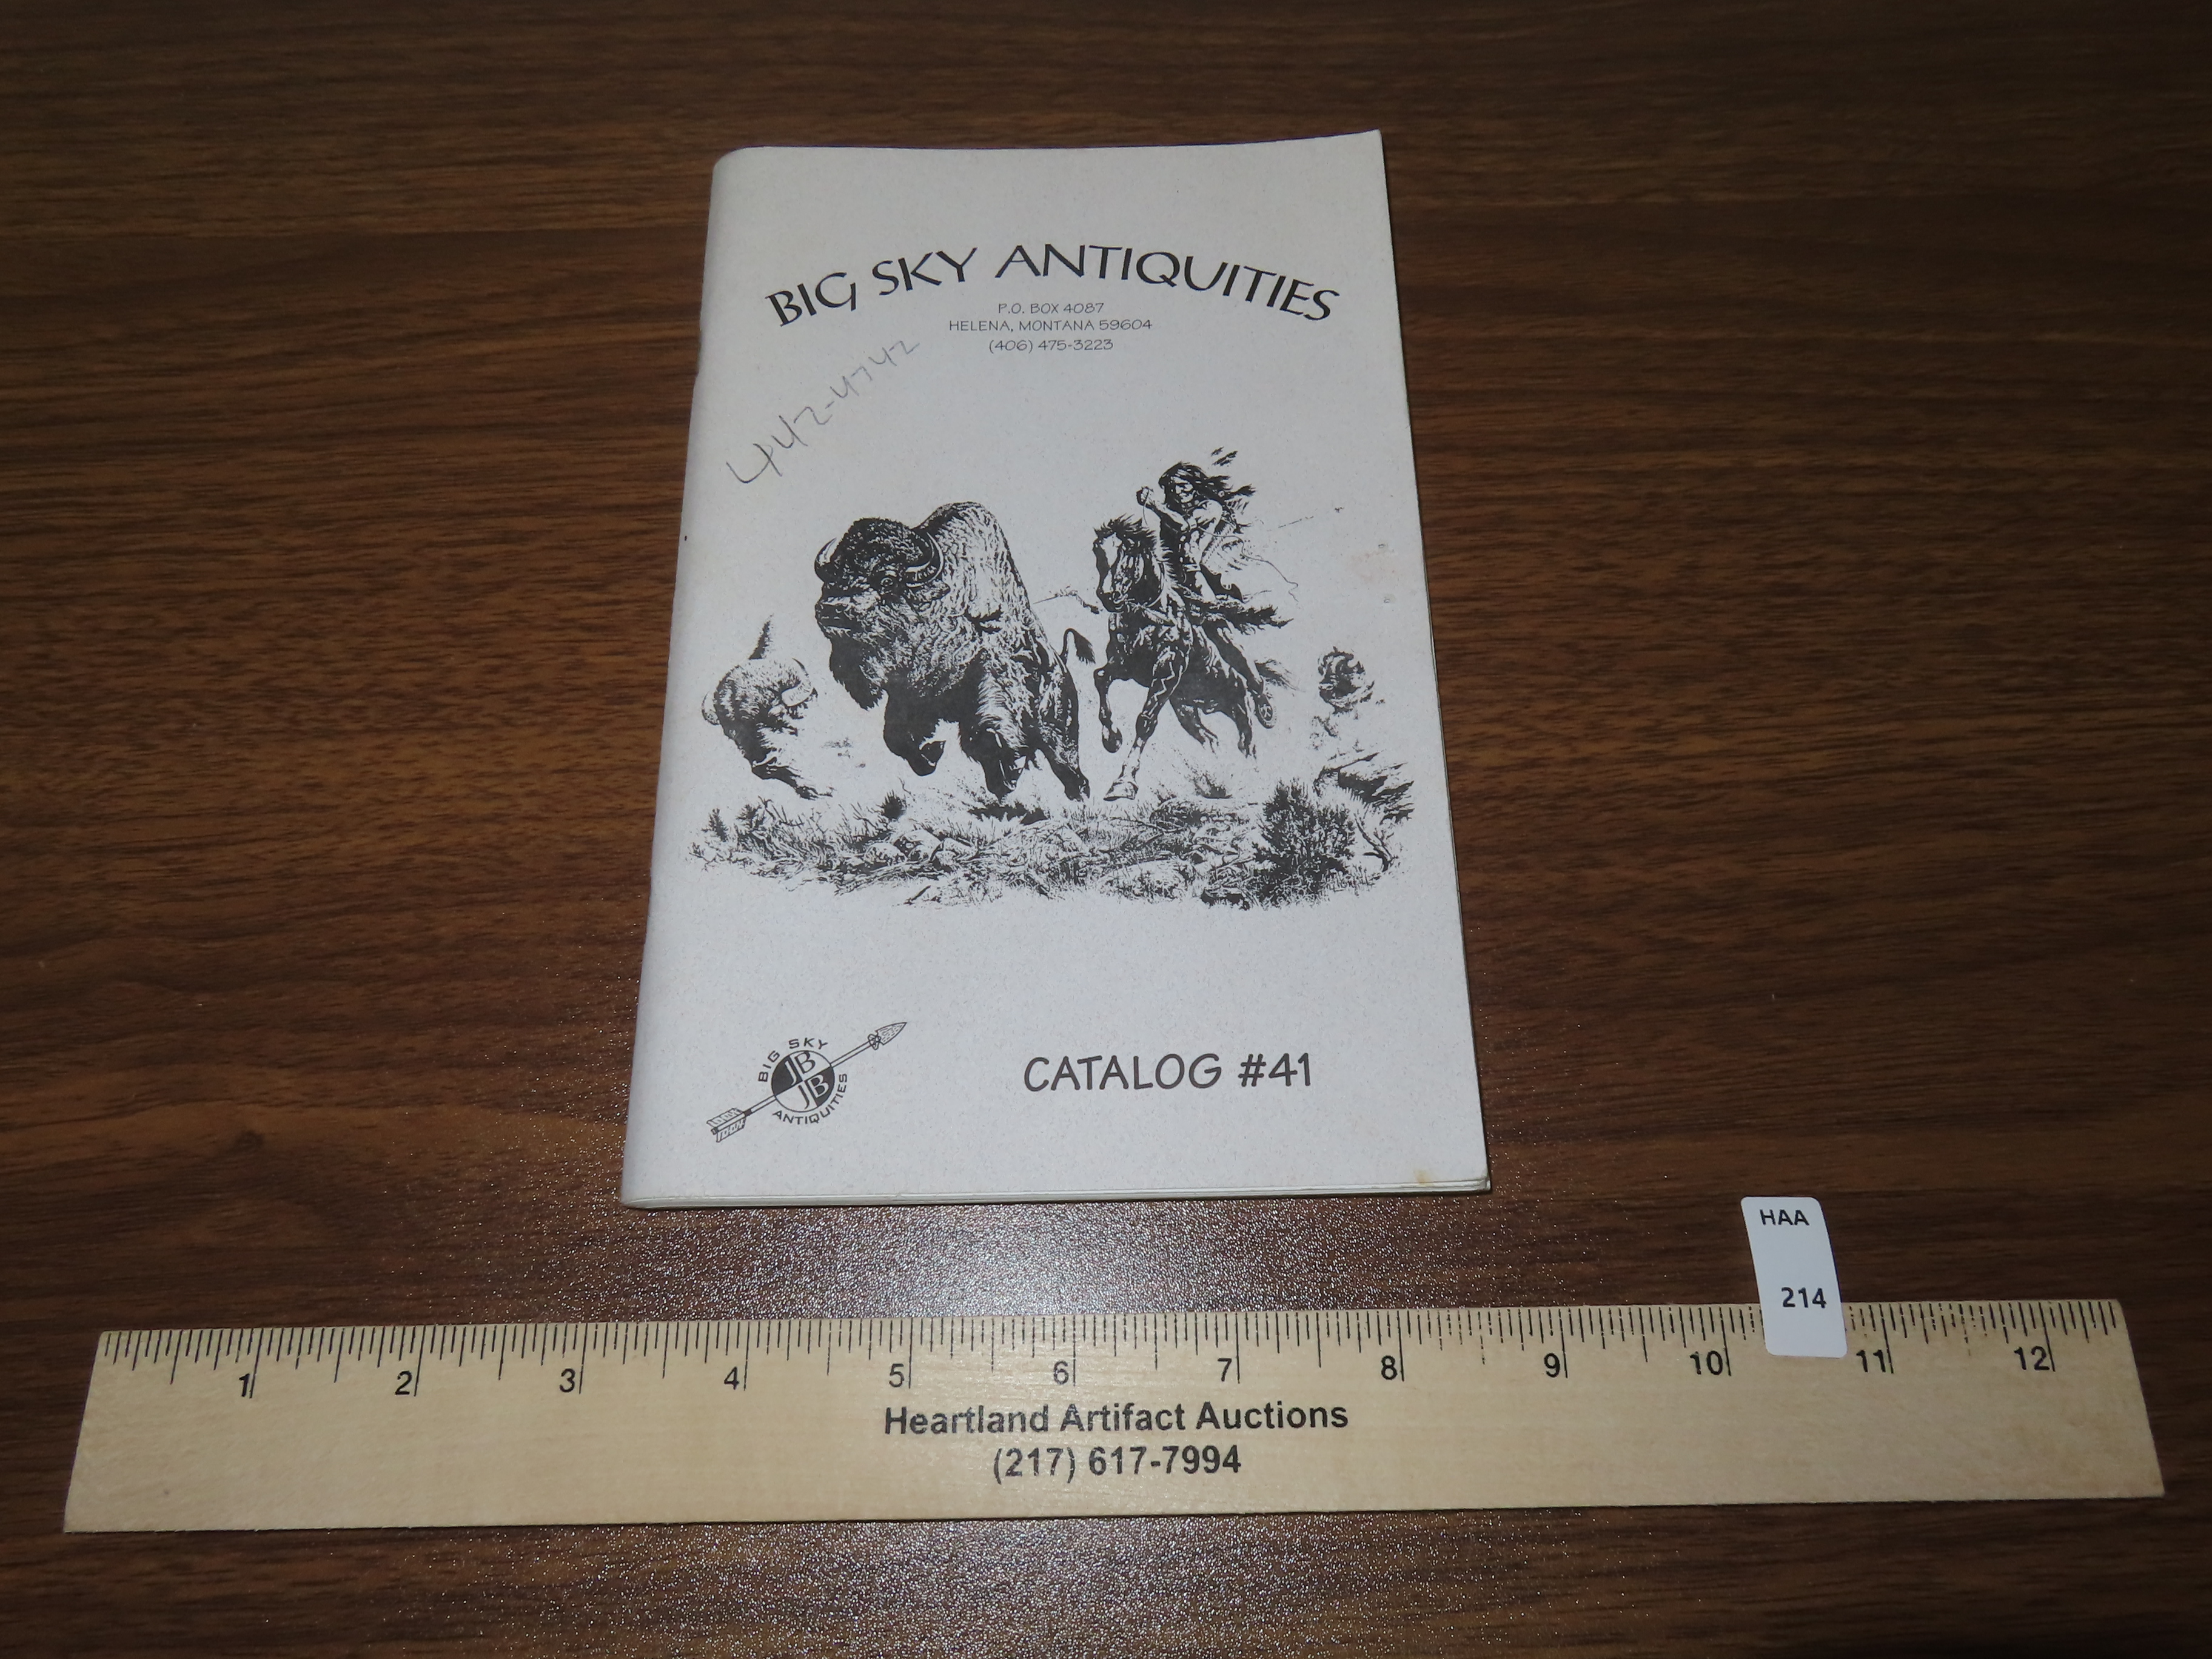 BIG SKY ANTIQUITIES
P.O. BOX 4087
HELENA, MONTANA 59604
(406) 475-3223
442-4742
BIG SKY
JB
JB
ANTIQUITIES
CATALOG #41
HAA
214
1 2 3 4 5 6 7 8 9 10 11 12
Heartland Artifact Auctions
(217) 617-7994